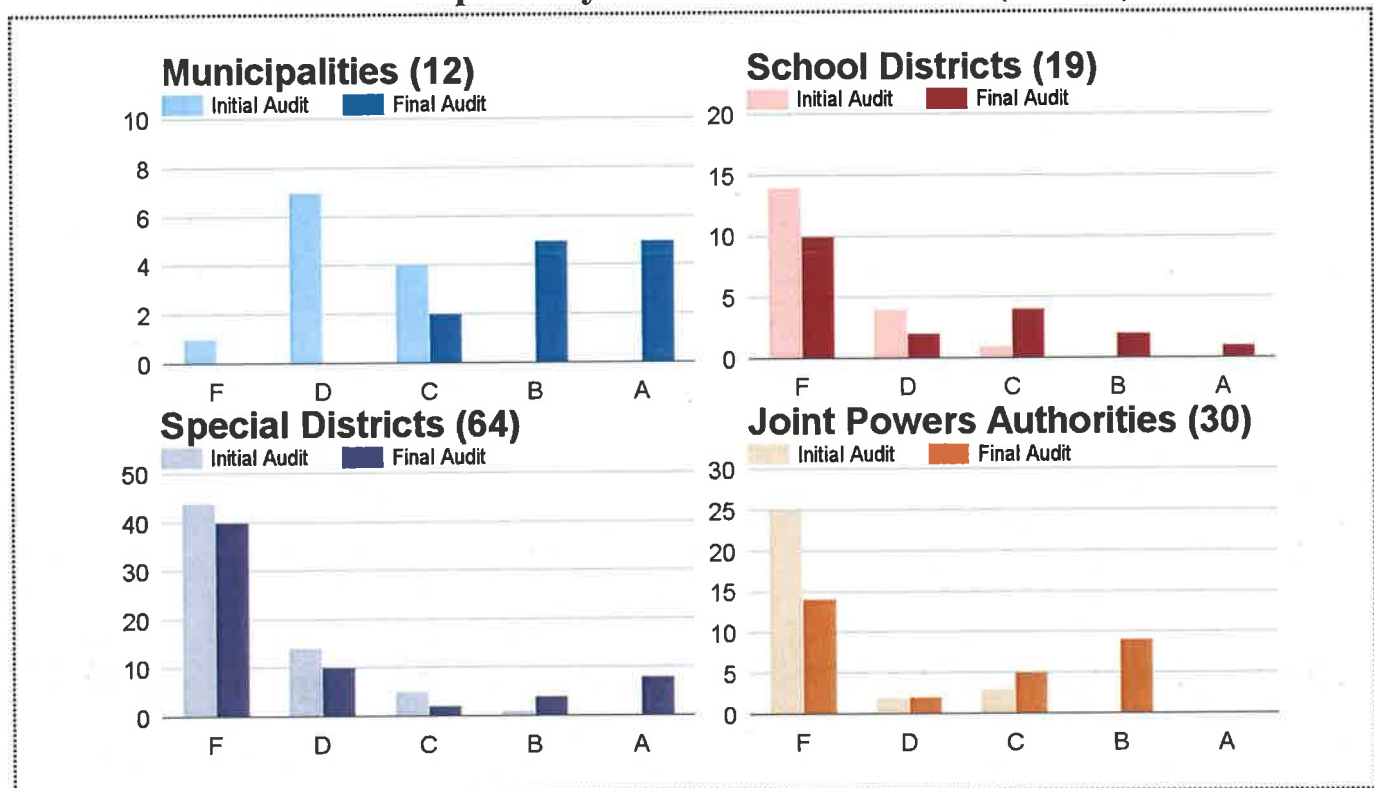 Municipalities (12)
Initial Audit Final Audit
10
8
6
4
2
0
F D C B A
School Districts (19)
Initial Audit Final Audit
20
15
10
5
0
F D C B A
Special Districts (64)
Initial Audit Final Audit
50
40
30
20
10
0
F D C B A
Joint Powers Authorities (30)
Initial Audit Final Audit
30
25
20
15
10
5
0
F D C B A